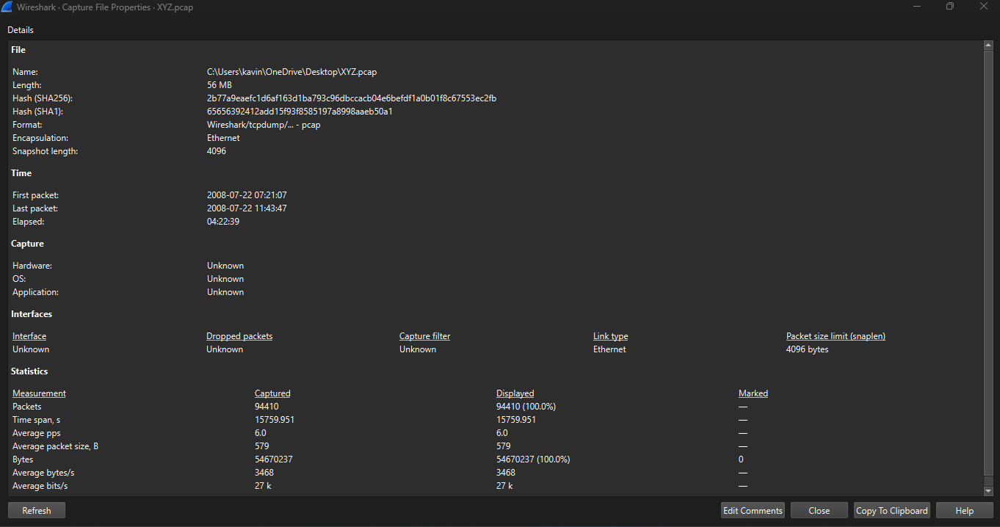 Wireshark · Capture File Properties · XYZ.pcap
Details
File
Name: C:\Users\kavin\OneDrive\Desktop\XYZ.pcap
Length: 56 MB
Hash (SHA256): 2b77a9eaefc1d6af163d1ba793c96dbccacb04e6befdf1a0b01f8c67553ec2fb
Hash (SHA1): 65656392412add15f93f8585197a8998aaeb50a1
Format: Wireshark/tcpdump/... - pcap
Encapsulation: Ethernet
Snapshot length: 4096
Time
First packet: 2008-07-22 07:21:07
Last packet: 2008-07-22 11:43:47
Elapsed: 04:22:39
Capture
Hardware: Unknown
OS: Unknown
Application: Unknown
Interfaces
Interface Dropped packets Capture filter Link type Packet size limit (snaplen)
Unknown Unknown Unknown Ethernet 4096 bytes
Statistics
Measurement Captured Displayed Marked
Packets 94410 94410 (100.0%) —
Time span, s 15759.951 15759.951 —
Average pps 6.0 6.0 —
Average packet size, B 579 579 —
Bytes 54670237 54670237 (100.0%) 0
Average bytes/s 3468 3468 —
Average bits/s 27 k 27 k —
Refresh Edit Comments Close Copy To Clipboard Help